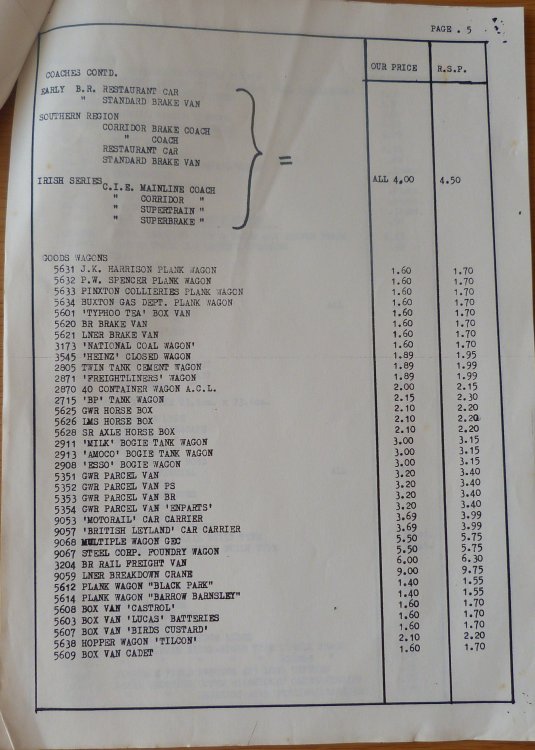 PAGE . 5
COACHES CONTD. OUR PRICE R.S.P.
EARLY B.R. RESTAURANT CAR
" STANDARD BRAKE VAN
SOUTHERN REGION
CORRIDOR BRAKE COACH
" COACH
RESTAURANT CAR
STANDARD BRAKE VAN
=
IRISH SERIES C.I.E. MAINLINE COACH ALL 4.00 4.50
" CORRIDOR "
" SUPERTRAIN "
" SUPERBRAKE "
GOODS WAGONS
5631 J.K. HARRISON PLANK WAGON 1.60 1.70
5632 P.W. SPENCER PLANK WAGON 1.60 1.70
5633 PINXTON COLLIERIES PLANK WAGON 1.60 1.70
5634 BUXTON GAS DEPT. PLANK WAGON 1.60 1.70
5601 'TYPHOO TEA' BOX VAN 1.60 1.70
5620 BR BRAKE VAN 1.60 1.70
5621 LNER BRAKE VAN 1.60 1.70
3173 'NATIONAL COAL WAGON' 1.60 1.70
3545 'HEINZ' CLOSED WAGON 1.89 1.95
2805 TWIN TANK CEMENT WAGON 1.89 1.99
2871 'FREIGHTLINERS' WAGON 1.89 1.99
2870 40 CONTAINER WAGON A.C.L. 2.00 2.15
2715 'BP' TANK WAGON 2.15 2.30
5625 GWR HORSE BOX 2.10 2.20
5626 LMS HORSE BOX 2.10 2.20
5628 SR AXLE HORSE BOX 2.10 2.20
2911 'MILK' BOGIE TANK WAGON 3.00 3.15
2913 'AMOCO' BOGIE TANK WAGON 3.00 3.15
2908 'ESSO' BOGIE WAGON 3.00 3.15
5351 GWR PARCEL VAN 3.20 3.40
5352 GWR PARCEL VAN PS 3.20 3.40
5353 GWR PARCEL VAN BR 3.20 3.40
5354 GWR PARCEL VAN 'ENPARTS' 3.20 3.40
9053 'MOTORAIL' CAR CARRIER 3.69 3.99
9057 'BRITISH LEYLAND' CAR CARRIER 3.69 3.99
9068 MULTIPLE WAGON GEC 5.50 5.75
9067 STEEL CORP. FOUNDRY WAGON 5.50 5.75
3204 BR RAIL FREIGHT VAN 6.00 6.30
9059 LNER BREAKDOWN CRANE 9.00 9.75
5612 PLANK WAGON "BLACK PARK" 1.40 1.55
5614 PLANK WAGON "BARROW BARNSLEY" 1.40 1.55
5608 BOX VAN 'CASTROL' 1.60 1.70
5603 BOX VAN 'LUCAS' BATTERIES 1.60 1.70
5607 BOX VAN 'BIRDS CUSTARD' 1.60 1.70
5638 HOPPER WAGON 'TILCON' 2.10 2.20
5609 BOX VAN CADET 1.60 1.70